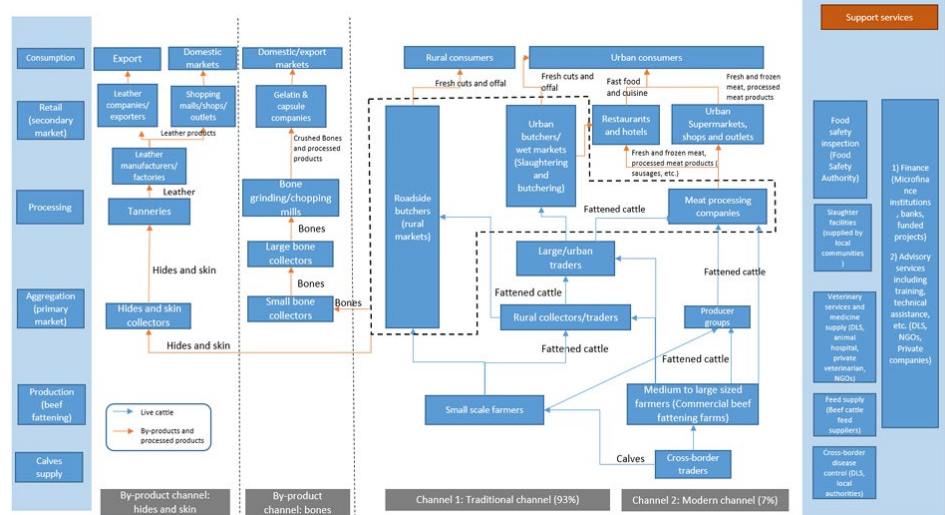 Support services
Consumption
Export
Domestic
markets
Domestic/export
markets
Rural consumers
Urban consumers
Fresh cuts and offal
Fresh cuts and
offal
Fast food
and cuisine
Fresh and frozen
meat, processed
meat products
Retail
(secondary
market)
Leather
companies/
exporters
Shopping
malls/shops/
outlets
Gelatin &
capsule
companies
Leather products
Crushed Bones
and processed
products
Urban
butchers/
wet markets
(Slaughtering
and
butchering)
Restaurants
and hotels
Urban
Supermarkets,
shops and outlets
Fresh and frozen meat,
processed meat products (
sausages, etc.)
Leather
manufacturers/
factories
Leather
Processing
Tanneries
Bone
grinding/chopping
mills
Bones
Roadside
butchers
(rural
markets)
Fattened cattle
Meat processing
companies
Large bone
collectors
Bones
Large/urban
traders
Hides and skin
Fattened cattle
Fattened cattle
Aggregation
(primary
market)
Hides and skin
collectors
Small bone
collectors
Bones
Rural collectors/traders
Producer
groups
Hides and skin
Fattened cattle
Fattened cattle
Production
(beef
fattening)
Small scale farmers
Medium to large sized
farmers (Commercial beef
fattening farms)
Live cattle
By-products and
processed products
Calves
supply
Calves
Cross-border
traders
By-product channel:
hides and skin
By-product
channel: bones
Channel 1: Traditional channel (93%)
Channel 2: Modern channel (7%)
Food
safety
inspection
(Food
Safety
Authority)
Slaughter
facilities
(supplied by
local
communities
)
Veterinary
services and
medicine
supply (DLS,
animal
hospital,
private
veterinarian,
NGOs)
Feed supply
(Beef cattle
feed
suppliers)
Cross-border
disease
control (DLS,
local
authorities)
1) Finance
(Microfina
nce
institutions
, banks,
funded
projects)
2) Advisory
services
including
training,
technical
assistance,
etc. (DLS,
NGOs,
Private
companies)